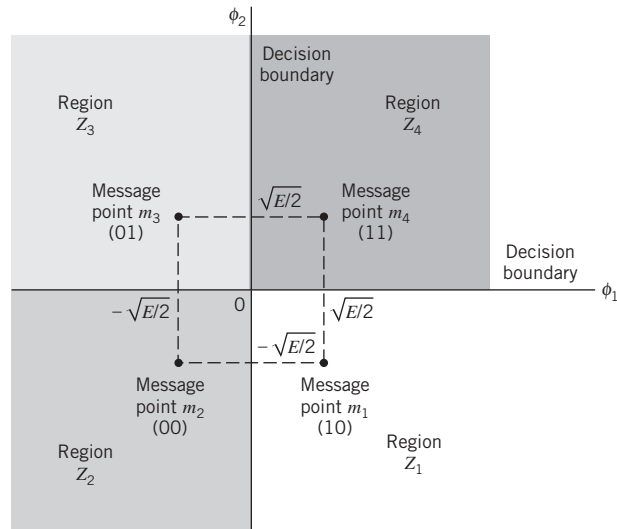 ϕ₂
Decision
boundary
Region
Z₃
Region
Z₄
Message
point m₃
(01)
√E/2
Message
point m₄
(11)
Decision
boundary
ϕ₁
0
–√E/2
√E/2
–√E/2
Message
point m₂
(00)
Message
point m₁
(10)
Region
Z₂
Region
Z₁